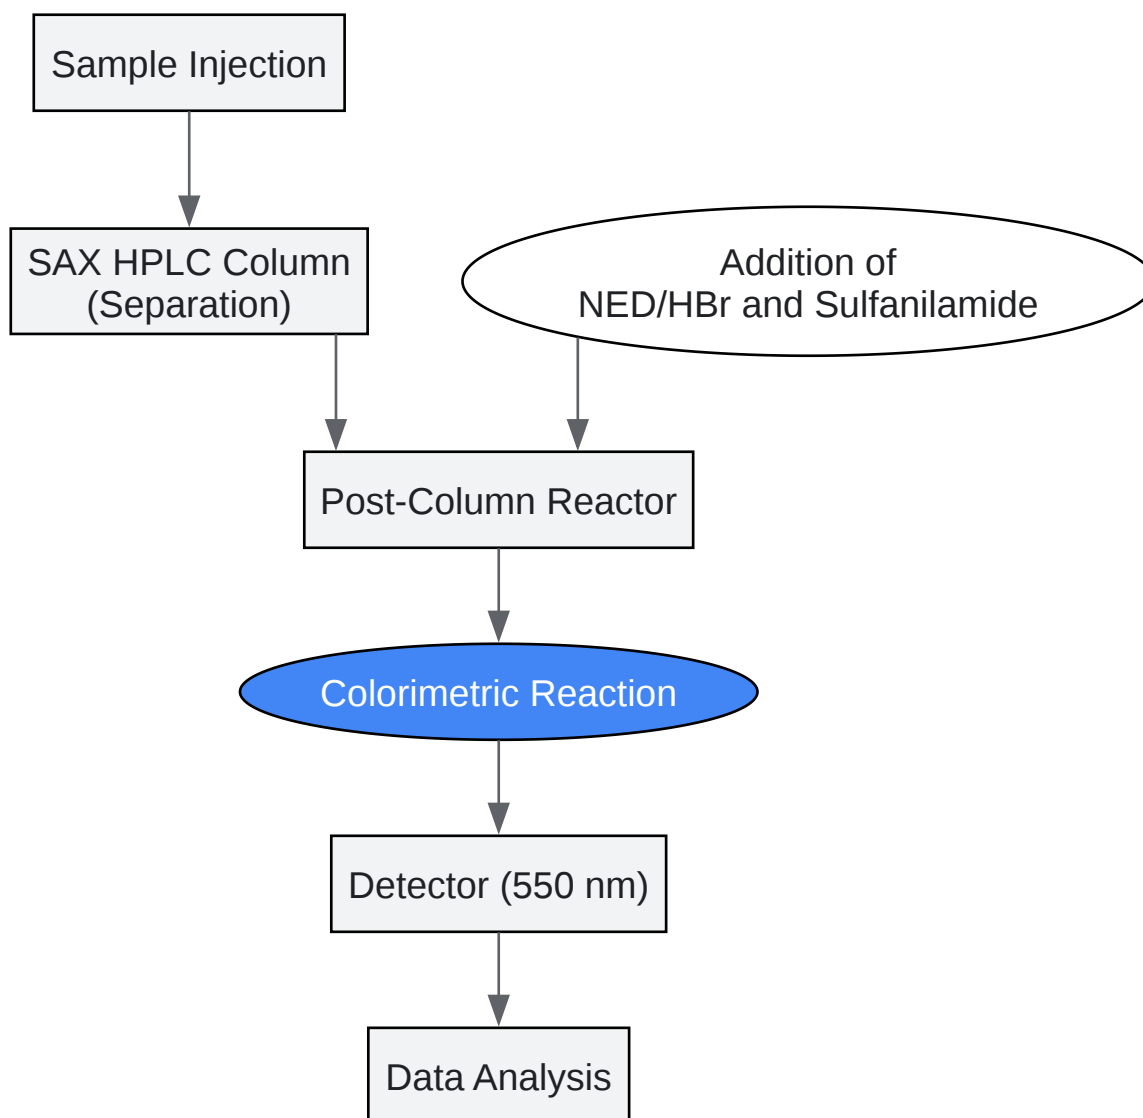 Sample Injection
SAX HPLC Column
(Separation)
Addition of
NED/HBr and Sulfanilamide
Post-Column Reactor
Colorimetric Reaction
Detector (550 nm)
Data Analysis